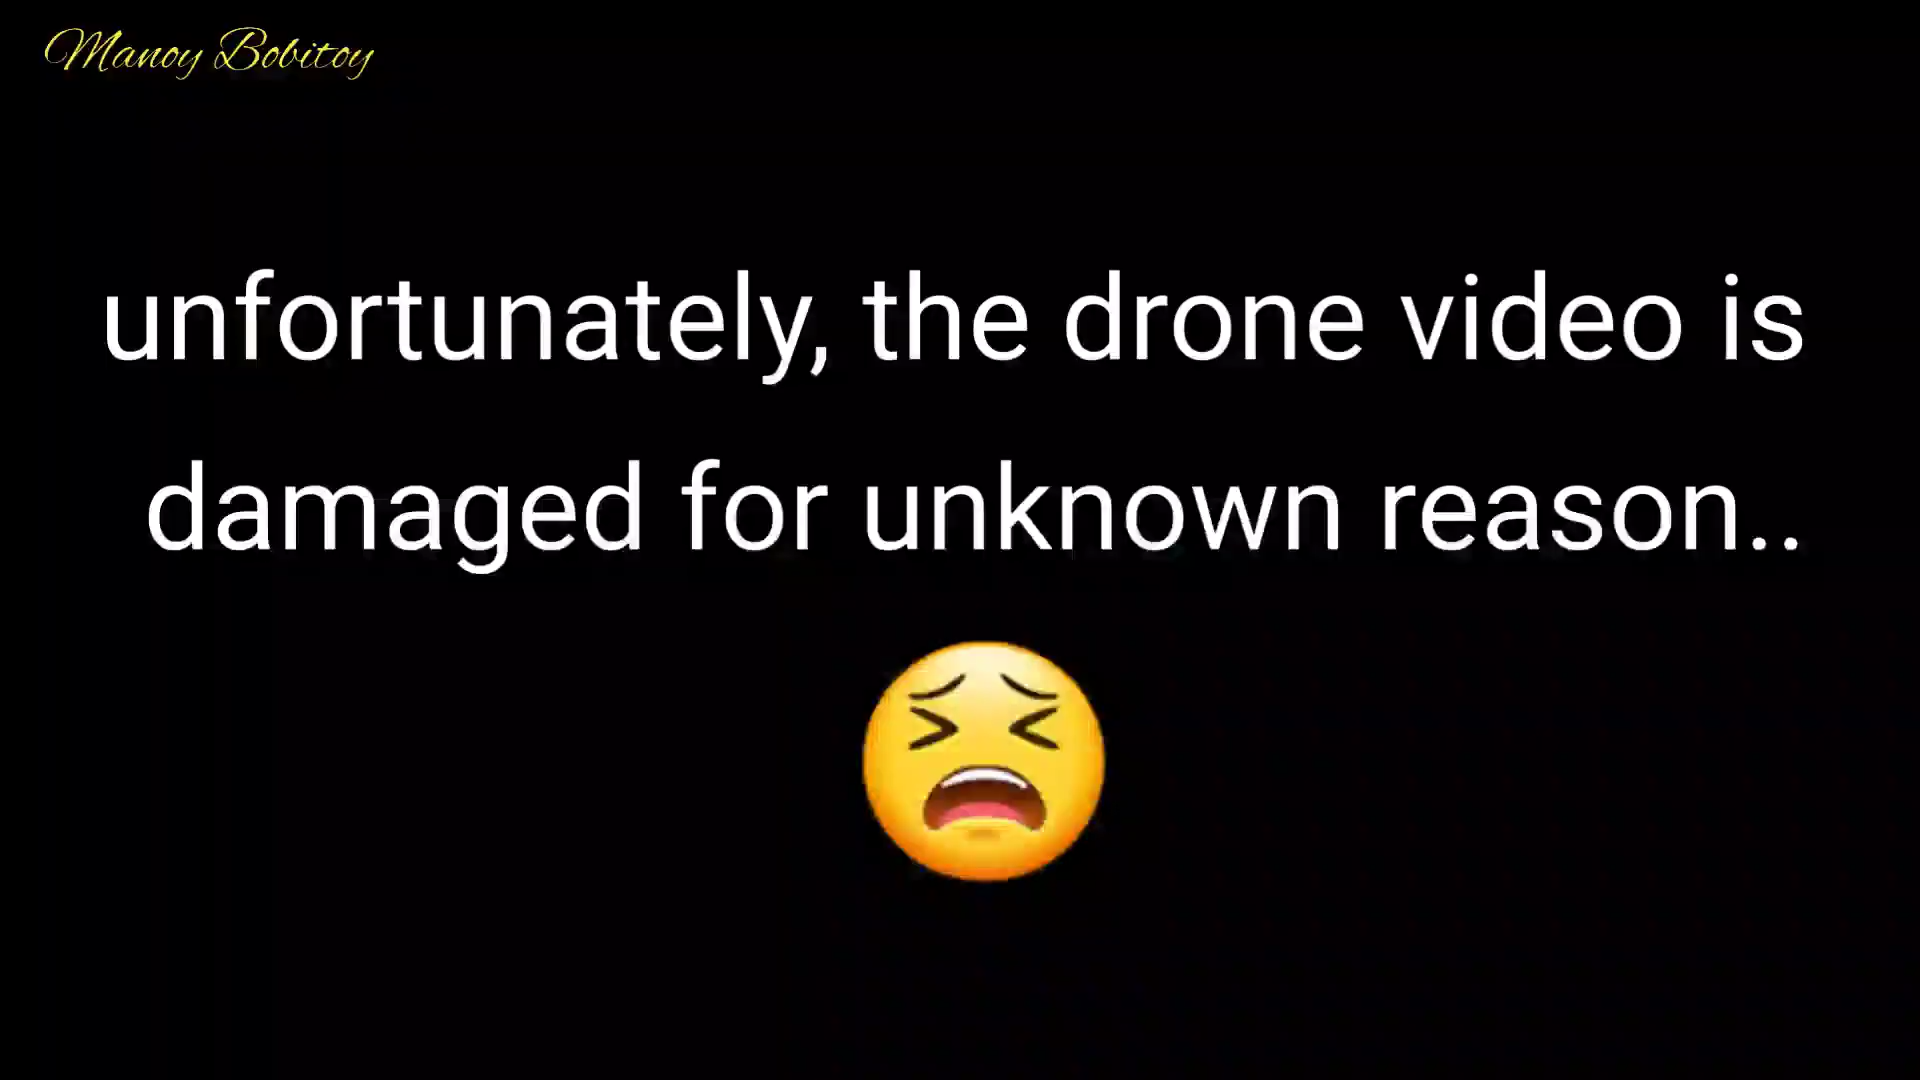 Manoy Bobitoy
unfortunately, the drone video is
damaged for unknown reason..